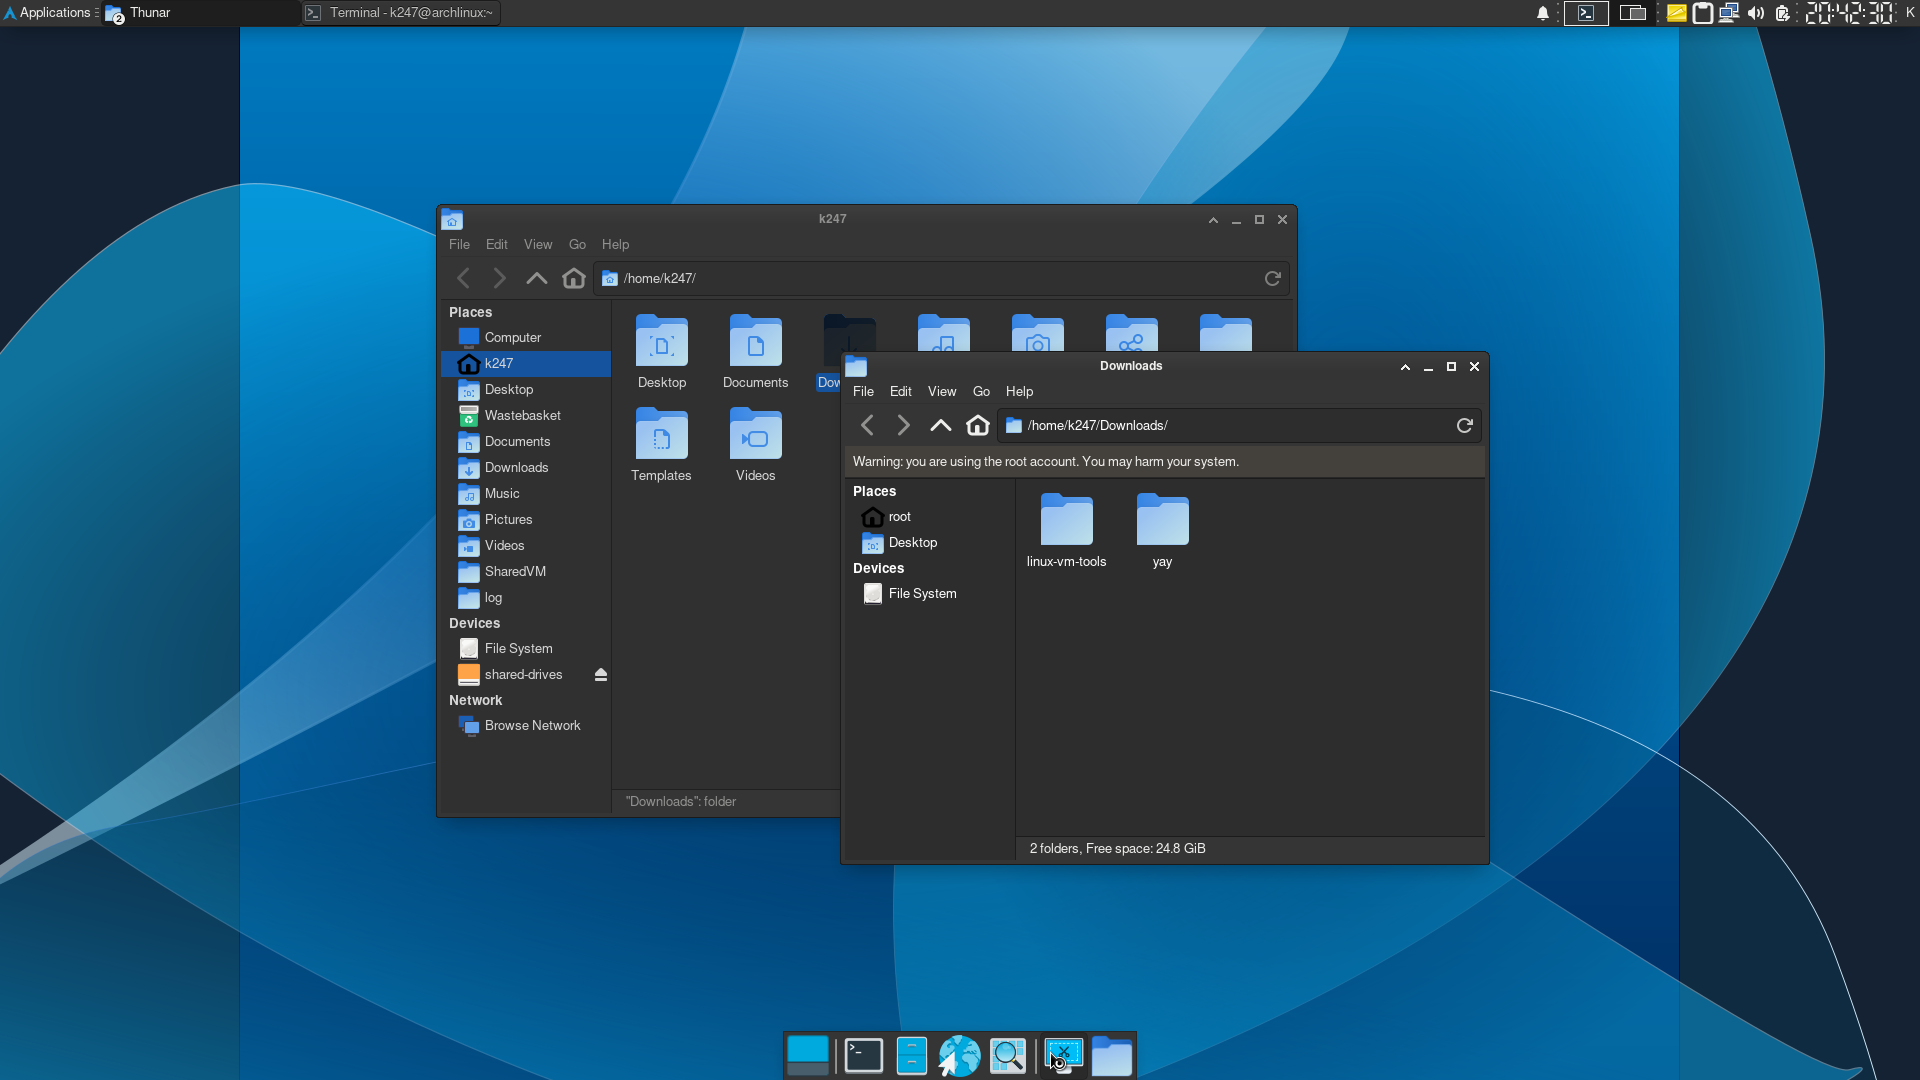 Applications
2
Thunar
Terminal - k247@archlinux:~
20:42:30
K
k247
File Edit View Go Help
/home/k247/
Places
Computer
k247
Desktop
Wastebasket
Documents
Downloads
Music
Pictures
Videos
SharedVM
log
Devices
File System
shared-drives
Network
Browse Network
Desktop
Documents
Dow
Templates
Videos
"Downloads": folder
Downloads
File Edit View Go Help
/home/k247/Downloads/
Warning: you are using the root account. You may harm your system.
Places
root
Desktop
Devices
File System
linux-vm-tools
yay
2 folders, Free space: 24.8 GiB